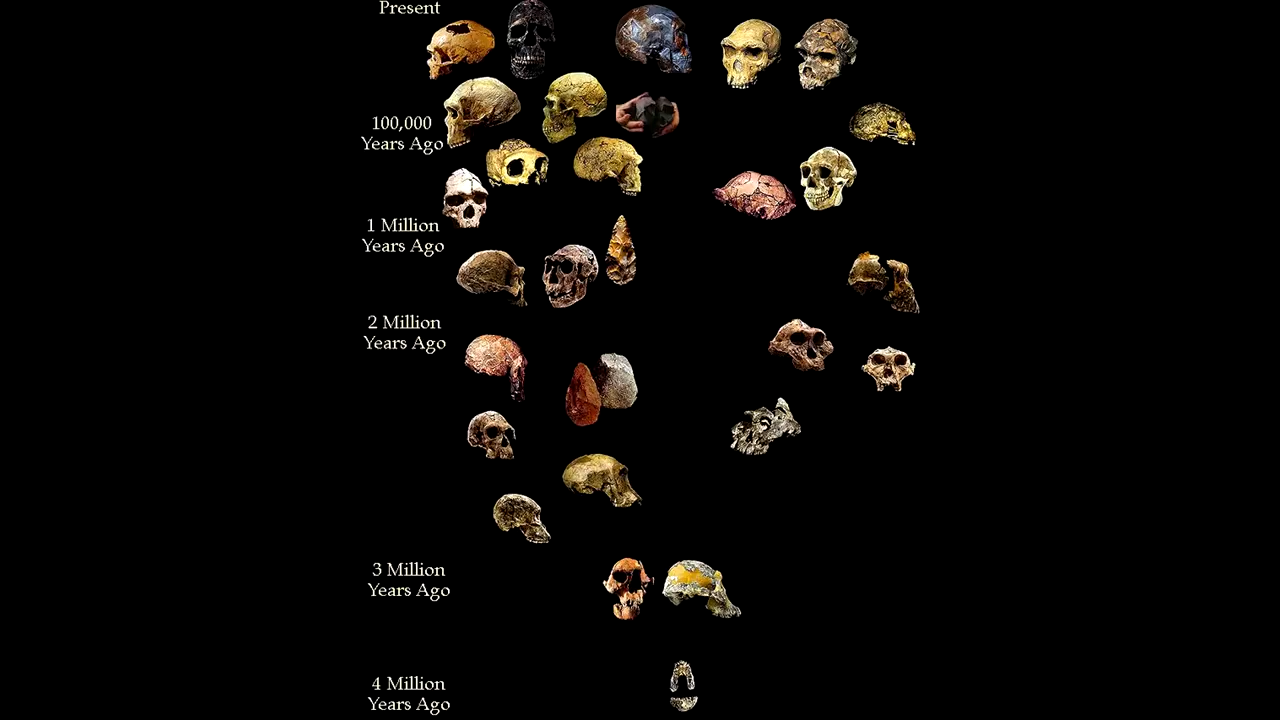 Present
100,000
Years Ago
1 Million
Years Ago
2 Million
Years Ago
3 Million
Years Ago
4 Million
Years Ago